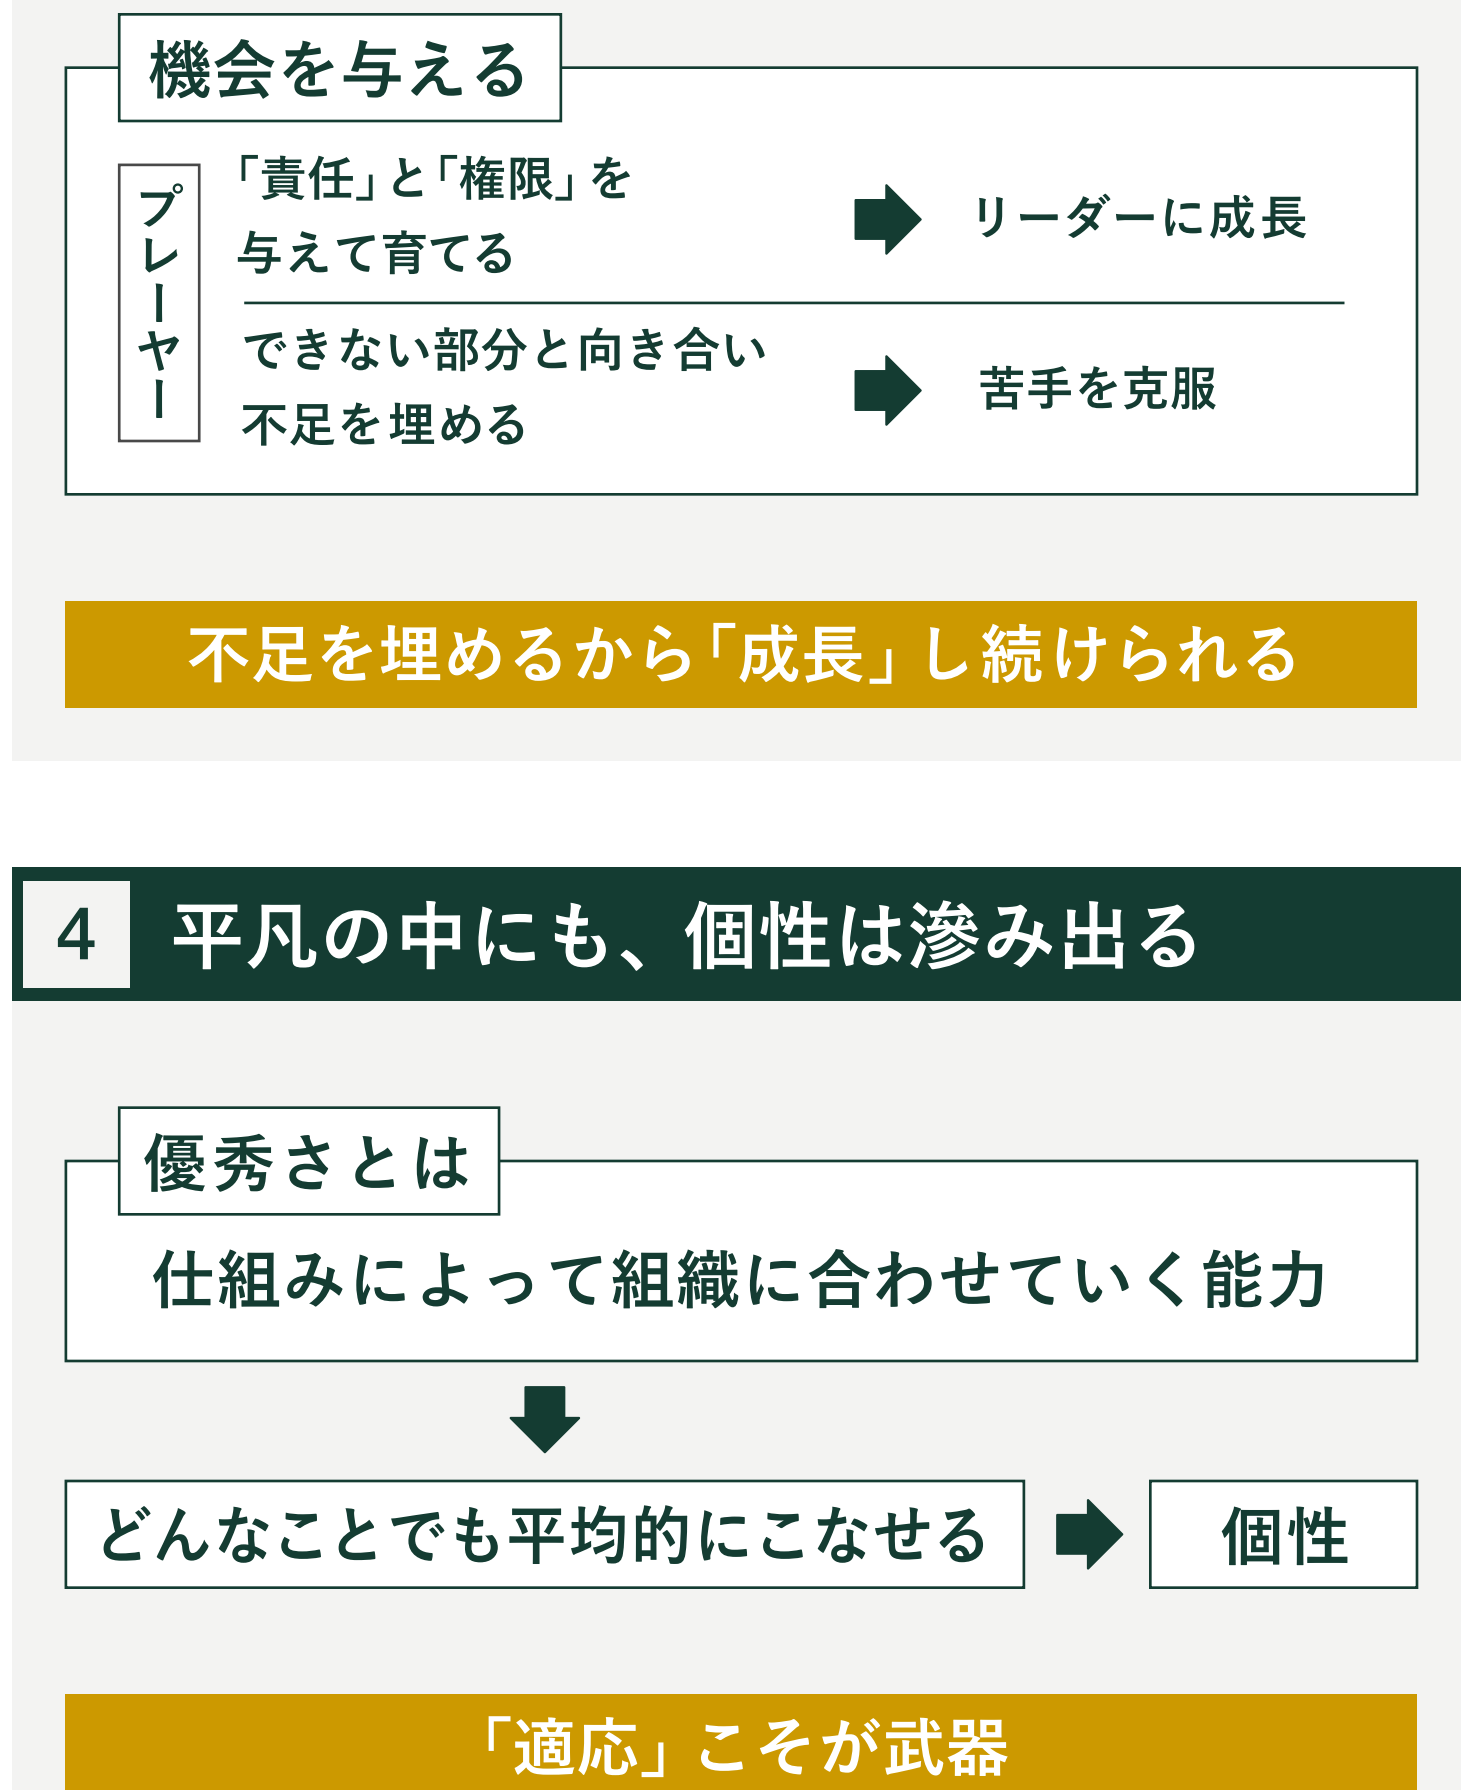 機会を与える
プレーヤー
「責任」と「権限」を
与えて育てる
リーダーに成長
できない部分と向き合い
不足を埋める
苦手を克服
不足を埋めるから「成長」し続けられる
4 平凡の中にも、個性は滲み出る
優秀さとは
仕組みによって組織に合わせていく能力
どんなことでも平均的にこなせる
個性
「適応」こそが武器